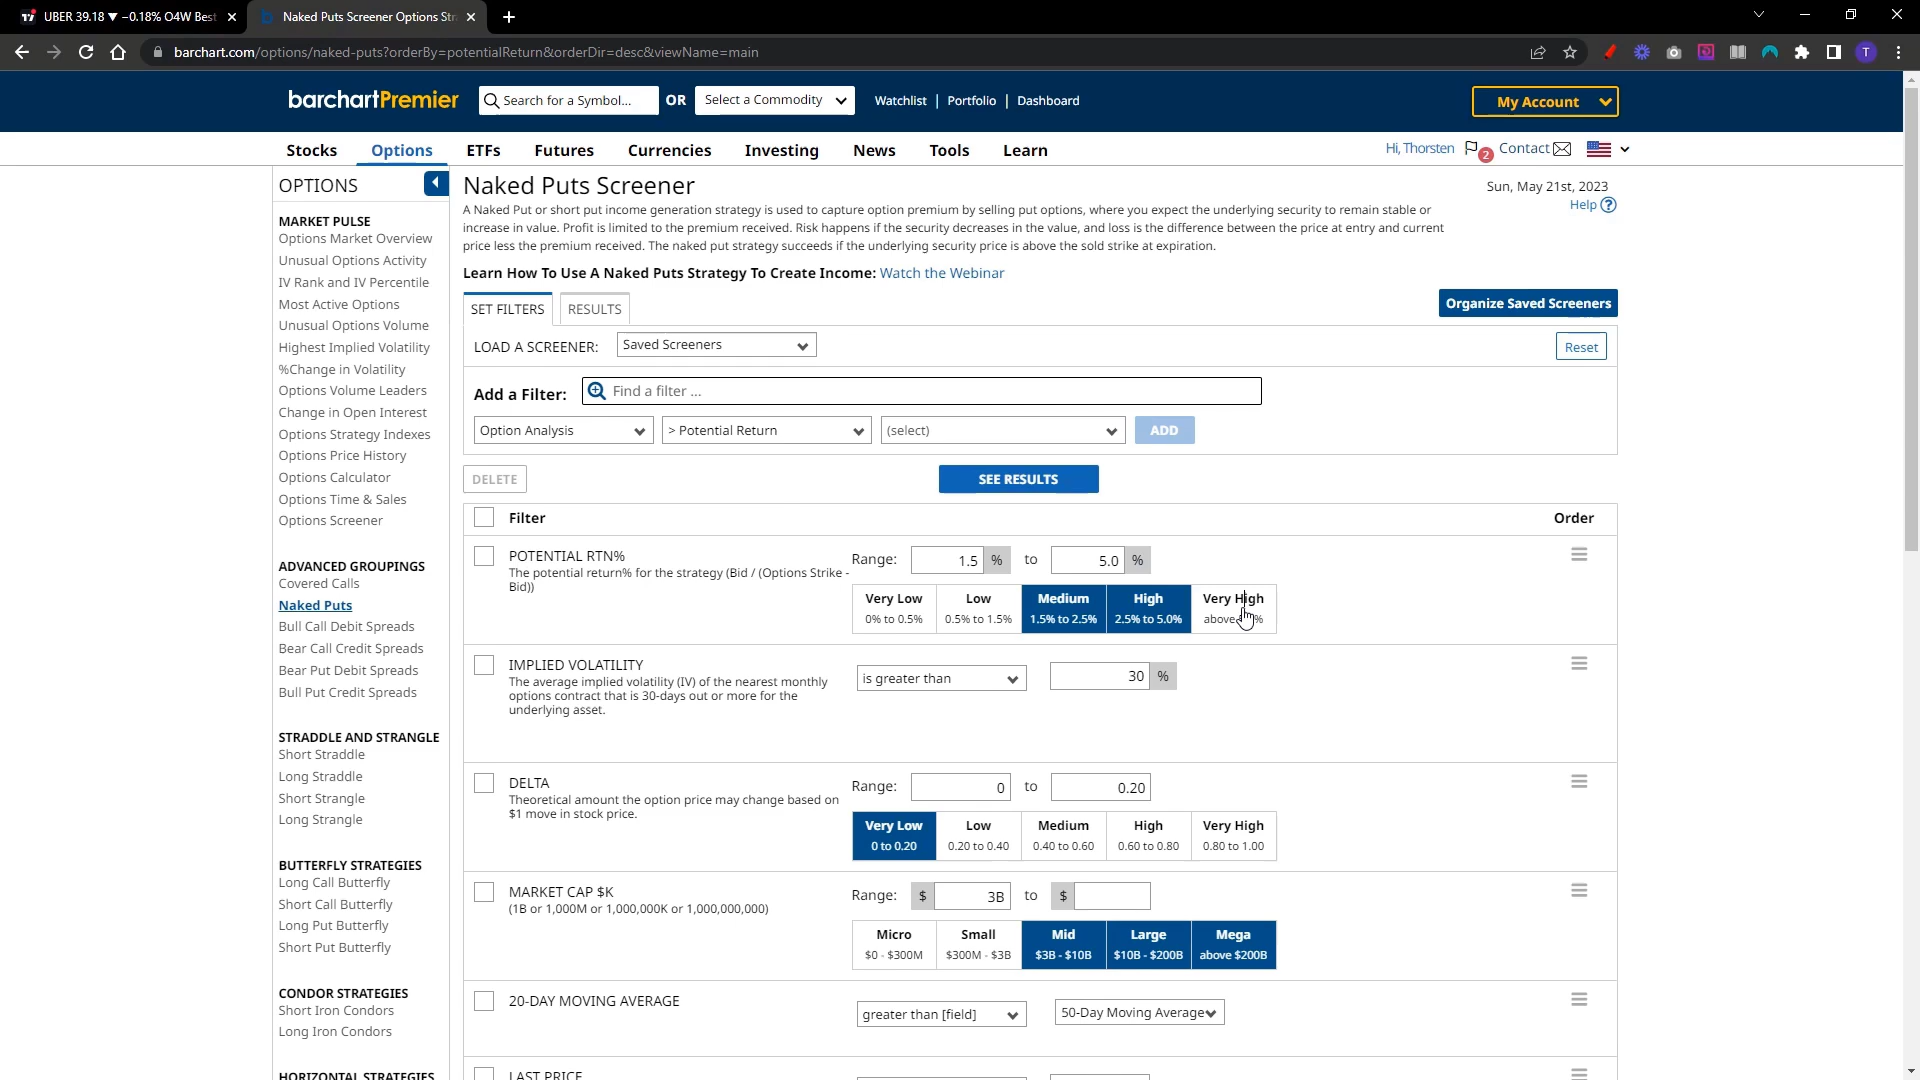 UBER 39.18 ▼ −0.18% O4W Best
Naked Puts Screener Options Str
barchart.com/options/naked-puts?orderBy=potentialReturn&orderDir=desc&viewName=main
T
barchartPremier
Search for a Symbol...
OR
Select a Commodity
Watchlist | Portfolio | Dashboard
My Account
Stocks
Options
ETFs
Futures
Currencies
Investing
News
Tools
Learn
Hi, Thorsten
2
Contact
OPTIONS
MARKET PULSE
Options Market Overview
Unusual Options Activity
IV Rank and IV Percentile
Most Active Options
Unusual Options Volume
Highest Implied Volatility
%Change in Volatility
Options Volume Leaders
Change in Open Interest
Options Strategy Indexes
Options Price History
Options Calculator
Options Time & Sales
Options Screener
ADVANCED GROUPINGS
Covered Calls
Naked Puts
Bull Call Debit Spreads
Bear Call Credit Spreads
Bear Put Debit Spreads
Bull Put Credit Spreads
STRADDLE AND STRANGLE
Short Straddle
Long Straddle
Short Strangle
Long Strangle
BUTTERFLY STRATEGIES
Long Call Butterfly
Short Call Butterfly
Long Put Butterfly
Short Put Butterfly
CONDOR STRATEGIES
Short Iron Condors
Long Iron Condors
HORIZONTAL STRATEGIES
Naked Puts Screener
Sun, May 21st, 2023
Help ?
A Naked Put or short put income generation strategy is used to capture option premium by selling put options, where you expect the underlying security to remain stable or
increase in value. Profit is limited to the premium received. Risk happens if the security decreases in the value, and loss is the difference between the price at entry and current
price less the premium received. The naked put strategy succeeds if the underlying security price is above the sold strike at expiration.
Learn How To Use A Naked Puts Strategy To Create Income: Watch the Webinar
SET FILTERS
RESULTS
Organize Saved Screeners
LOAD A SCREENER:
Saved Screeners
Reset
Add a Filter:
Find a filter ...
Option Analysis
> Potential Return
(select)
ADD
DELETE
SEE RESULTS
Filter
Order
POTENTIAL RTN%
The potential return% for the strategy (Bid / (Options Strike -
Bid))
Range: 1.5 % to 5.0 %
Very Low
0% to 0.5%
Low
0.5% to 1.5%
Medium
1.5% to 2.5%
High
2.5% to 5.0%
Very High
above %
IMPLIED VOLATILITY
The average implied volatility (IV) of the nearest monthly
options contract that is 30-days out or more for the
underlying asset.
is greater than
30 %
DELTA
Theoretical amount the option price may change based on
$1 move in stock price.
Range: 0 to 0.20
Very Low
0 to 0.20
Low
0.20 to 0.40
Medium
0.40 to 0.60
High
0.60 to 0.80
Very High
0.80 to 1.00
MARKET CAP $K
(1B or 1,000M or 1,000,000K or 1,000,000,000)
Range: $ 3B to $
Micro
$0 - $300M
Small
$300M - $3B
Mid
$3B - $10B
Large
$10B - $200B
Mega
above $200B
20-DAY MOVING AVERAGE
greater than [field]
50-Day Moving Average
LAST PRICE